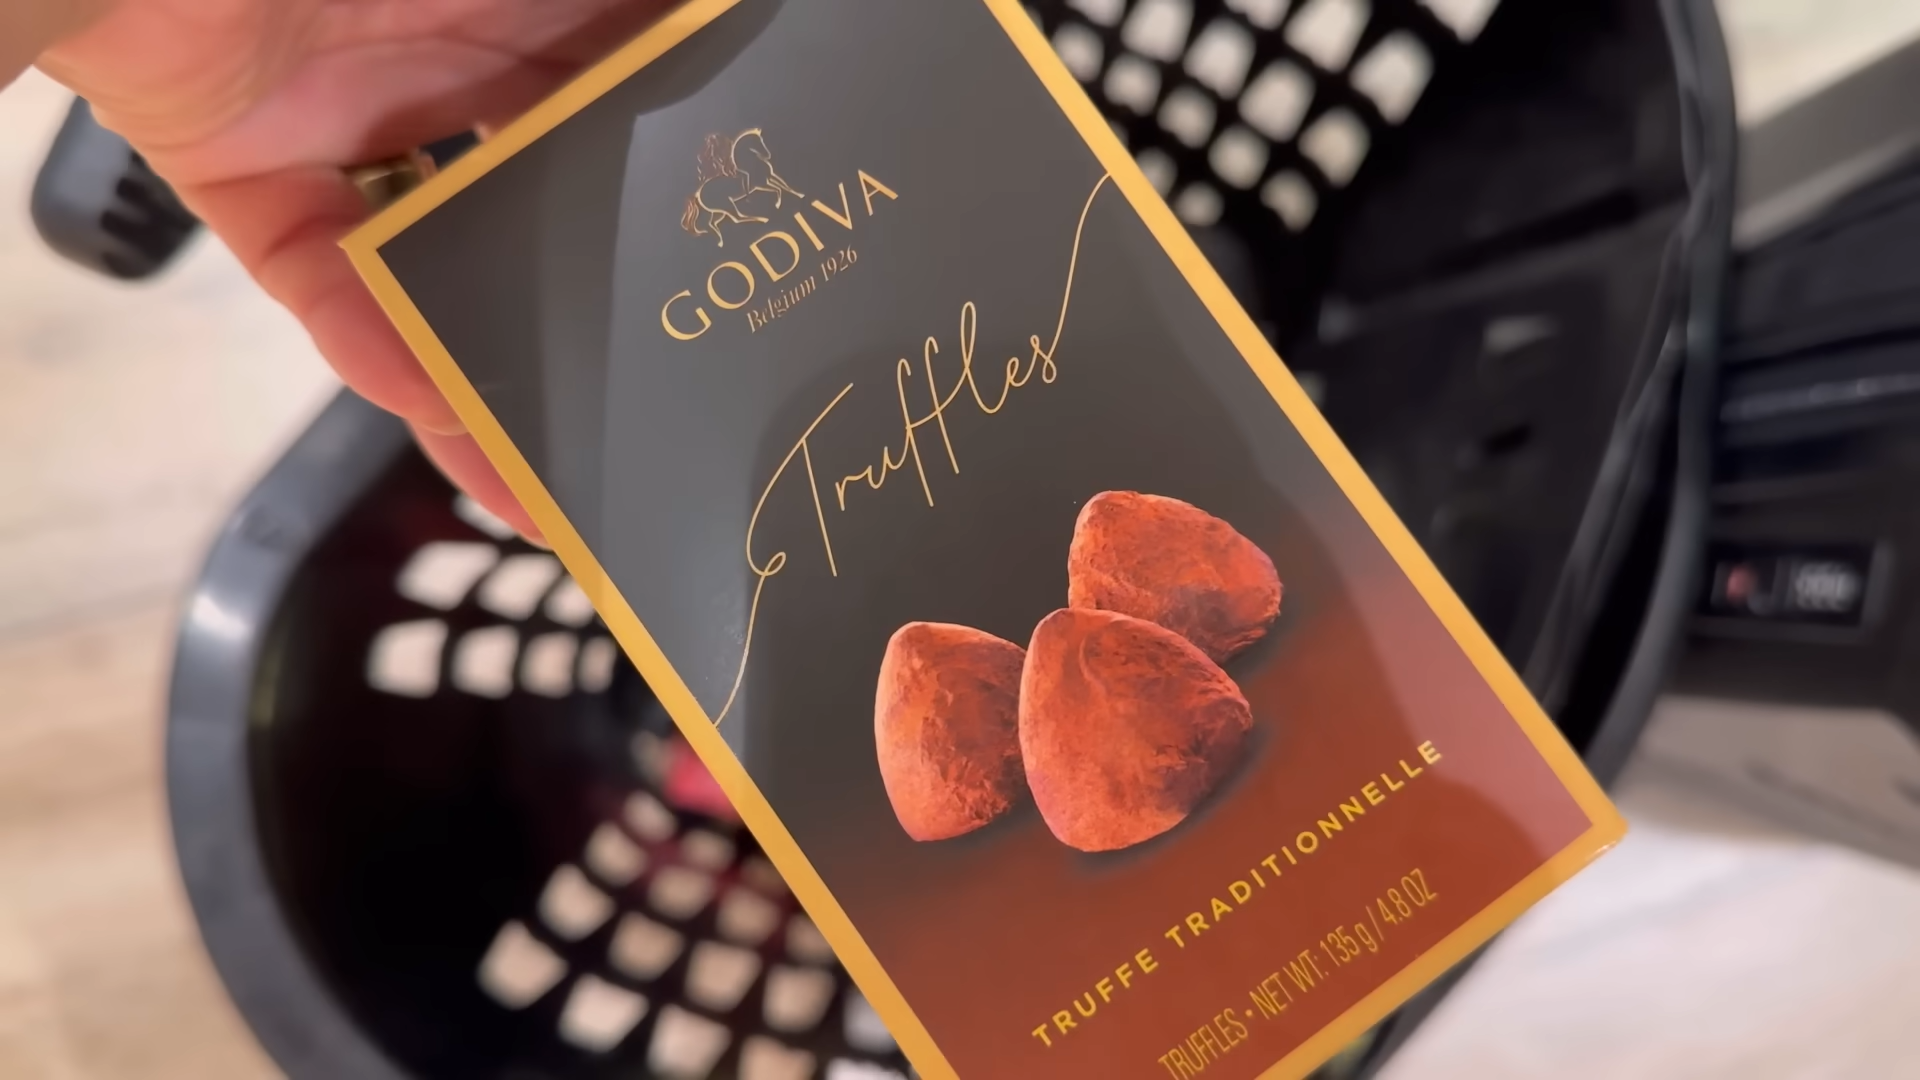 GODIVA
Belgium 1926
Truffles
TRUFFE TRADITIONNELLE
TRUFFLES • NET WT: 135 g / 4.8 OZ